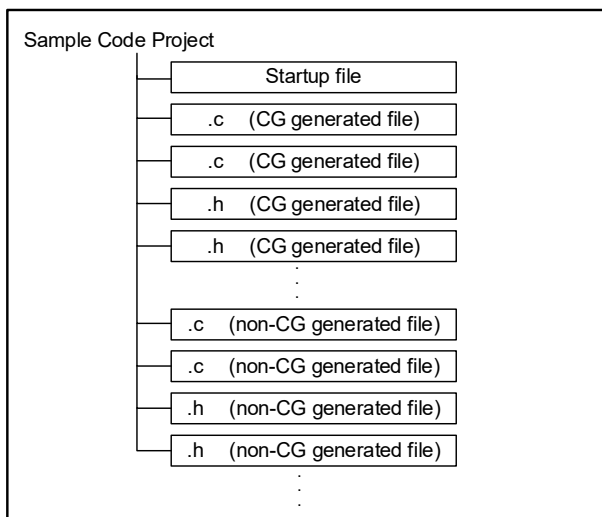 Sample Code Project
Startup file
.c (CG generated file)
.c (CG generated file)
.h (CG generated file)
.h (CG generated file)
.
.
.
.c (non-CG generated file)
.c (non-CG generated file)
.h (non-CG generated file)
.h (non-CG generated file)
.
.
.